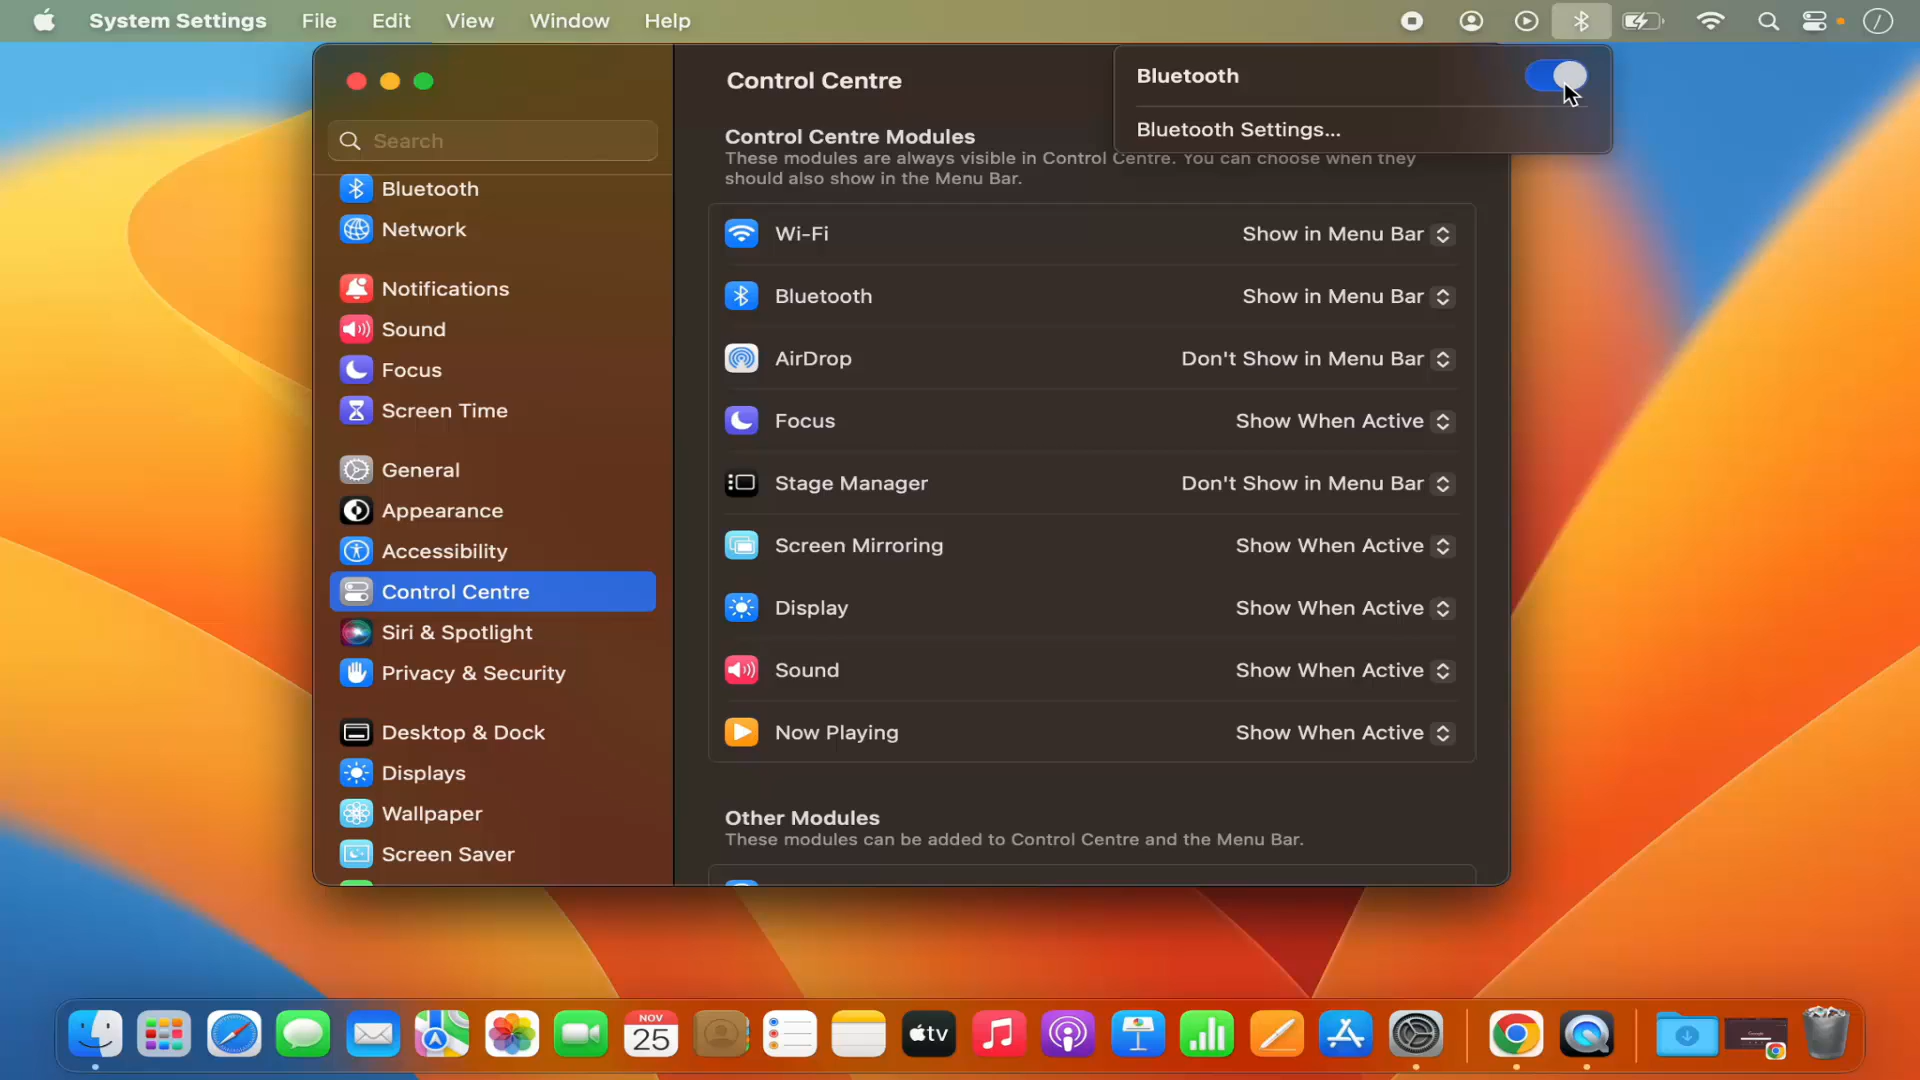 System Settings File Edit View Window Help
Bluetooth
Bluetooth Settings...
Search
Bluetooth
Network
Notifications
Sound
Focus
Screen Time
General
Appearance
Accessibility
Control Centre
Siri & Spotlight
Privacy & Security
Desktop & Dock
Displays
Wallpaper
Screen Saver
Control Centre
Control Centre Modules
These modules are always visible in Control Centre. You can choose when they
should also show in the Menu Bar.
Wi-Fi Show in Menu Bar
Bluetooth Show in Menu Bar
AirDrop Don't Show in Menu Bar
Focus Show When Active
Stage Manager Don't Show in Menu Bar
Screen Mirroring Show When Active
Display Show When Active
Sound Show When Active
Now Playing Show When Active
Other Modules
These modules can be added to Control Centre and the Menu Bar.
NOV
25
tv